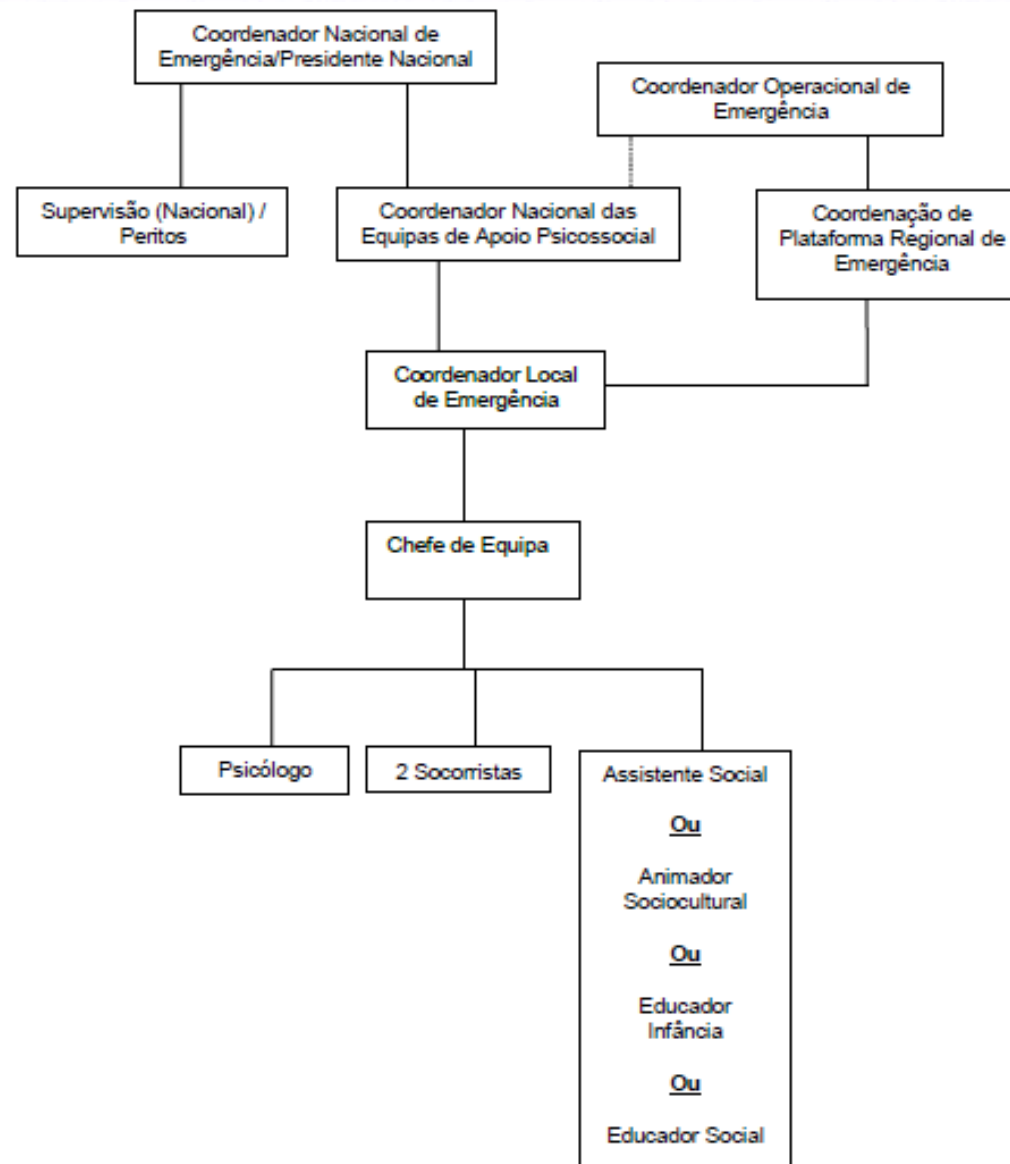 Coordenador Nacional de
Emergência/Presidente Nacional
Coordenador Operacional de
Emergência
Supervisão (Nacional) /
Peritos
Coordenador Nacional das
Equipas de Apoio Psicossocial
Coordenação de
Plataforma Regional de
Emergência
Coordenador Local
de Emergência
Chefe de Equipa
Psicólogo
2 Socorristas
Assistente Social
Ou
Animador
Sociocultural
Ou
Educador
Infância
Ou
Educador Social